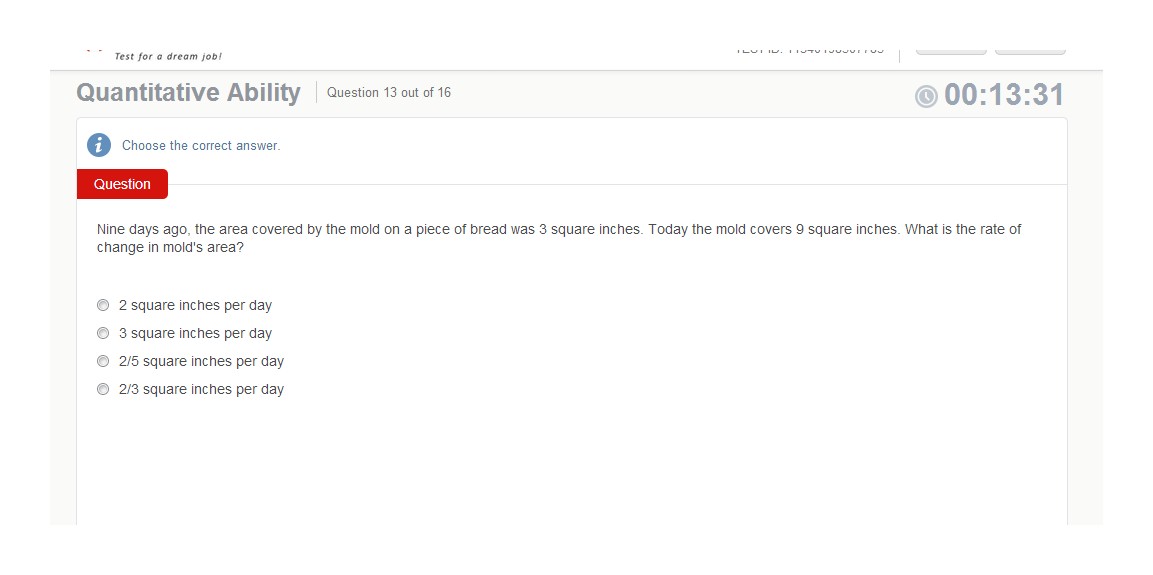 Test for a dream job!
Quantitative Ability
Question 13 out of 16
00:13:31
Choose the correct answer.
Question
Nine days ago, the area covered by the mold on a piece of bread was 3 square inches. Today the mold covers 9 square inches. What is the rate of
change in mold's area?
2 square inches per day
3 square inches per day
2/5 square inches per day
2/3 square inches per day